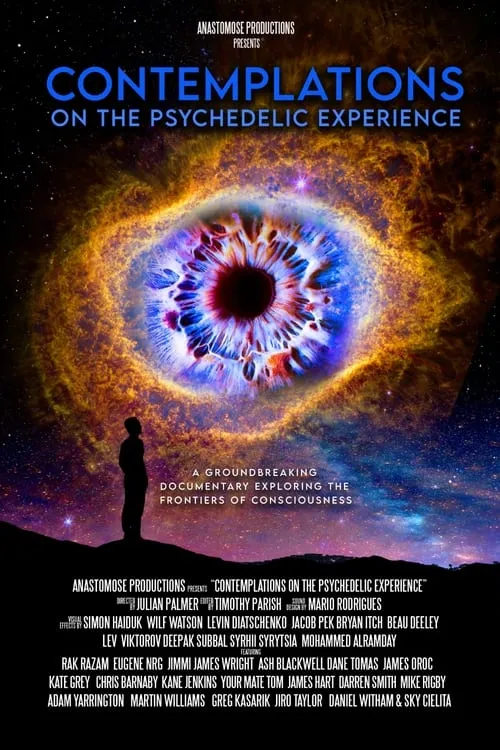 ANASTOMOSE PRODUCTIONS
PRESENTS
CONTEMPLATIONS
ON THE PSYCHEDELIC EXPERIENCE
A GROUNDBREAKING
DOCUMENTARY EXPLORING THE
FRONTIERS OF CONSCIOUSNESS
ANASTOMOSE PRODUCTIONS PRESENTS "CONTEMPLATIONS ON THE PSYCHEDELIC EXPERIENCE"
DIRECTED BY JULIAN PALMER EDITED BY TIMOTHY PARISH SOUND DESIGN BY MARIO RODRIGUES
VISUAL EFFECTS BY SIMON HAIDUK WILF WATSON LEVIN DIATSCHENKO JACOB PEK BRYAN ITCH BEAU DEELEY
LEV VIKTOROV DEEPAK SUBBAL SYRHII SYRYTSIA MOHAMMED ALRAMDAY
FEATURING
RAK RAZAM EUGENE NRG JIMMI JAMES WRIGHT ASH BLACKWELL DANE TOMAS JAMES OROC
KATE GREY CHRIS BARNABY KANE JENKINS YOUR MATE TOM JAMES HART DARREN SMITH MIKE RIGBY
ADAM YARRINGTON MARTIN WILLIAMS GREG KASARIK JIRO TAYLOR DANIEL WITHAM & SKY CIELITA